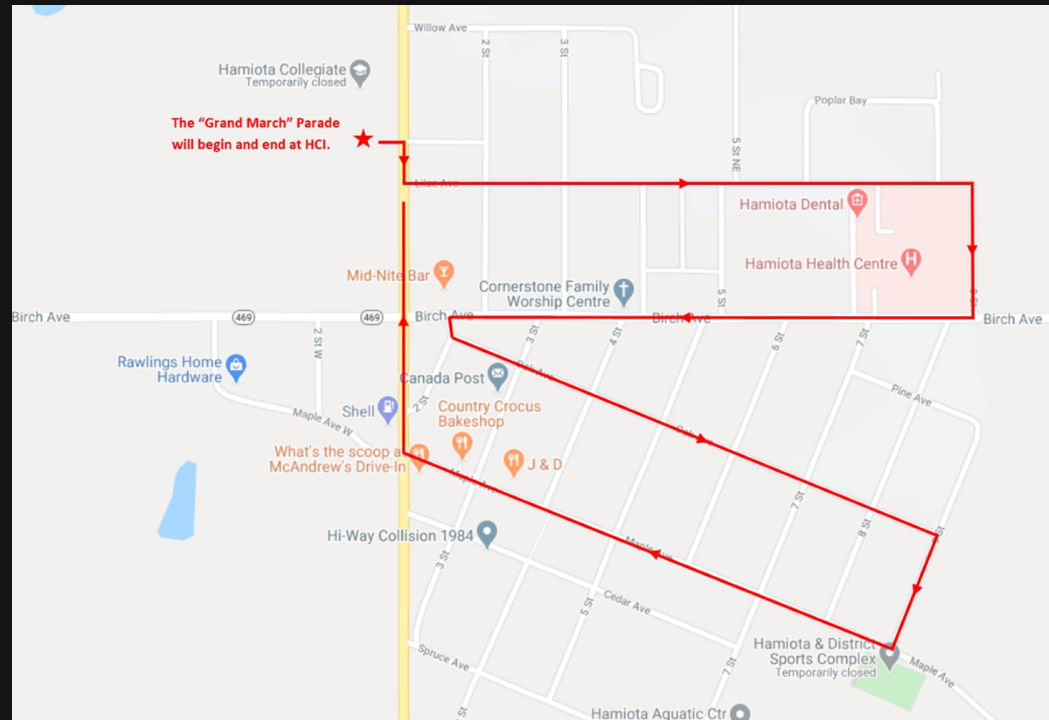 Willow Ave
2 St
3 St
Hamiota Collegiate
Temporarily closed
Poplar Bay
The “Grand March” Parade
will begin and end at HCI.
5 St NE
Lilac Ave
Hamiota Dental
Hamiota Health Centre
Mid-Nite Bar
Cornerstone Family
Worship Centre
5 St
Birch Ave
469
469
Birch Ave
Birch Ave
Birch Ave
2 St W
3 St
4 St
6 St
7 St
Rawlings Home
Hardware
Canada Post
Oak Ave
Pine Ave
Shell
2 St
Country Crocus
Bakeshop
Maple Ave W
Oak Ave
What's the scoop a
McAndrew's Drive-In
J & D
Maple Ave
7 St
8 St
Hi-Way Collision 1984
Maple Ave
3 St
Cedar Ave
5 St
Hamiota & District
Sports Complex
Temporarily closed
Maple Ave
Spruce Ave
7 St
St
Hamiota Aquatic Ctr